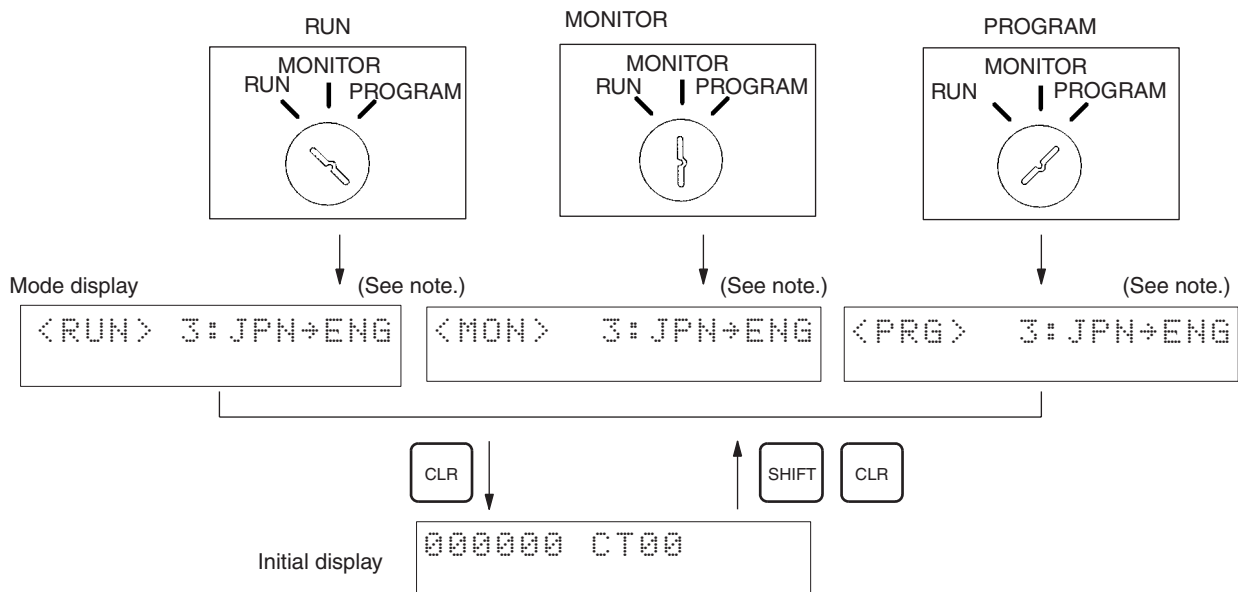 RUN
MONITOR
PROGRAM
MONITOR
RUN
PROGRAM
MONITOR
RUN
PROGRAM
MONITOR
RUN
PROGRAM
Mode display
(See note.)
(See note.)
(See note.)
<RUN> 3:JPN→ENG
<MON> 3:JPN→ENG
<PRG> 3:JPN→ENG
CLR
SHIFT
CLR
Initial display
000000 CT00